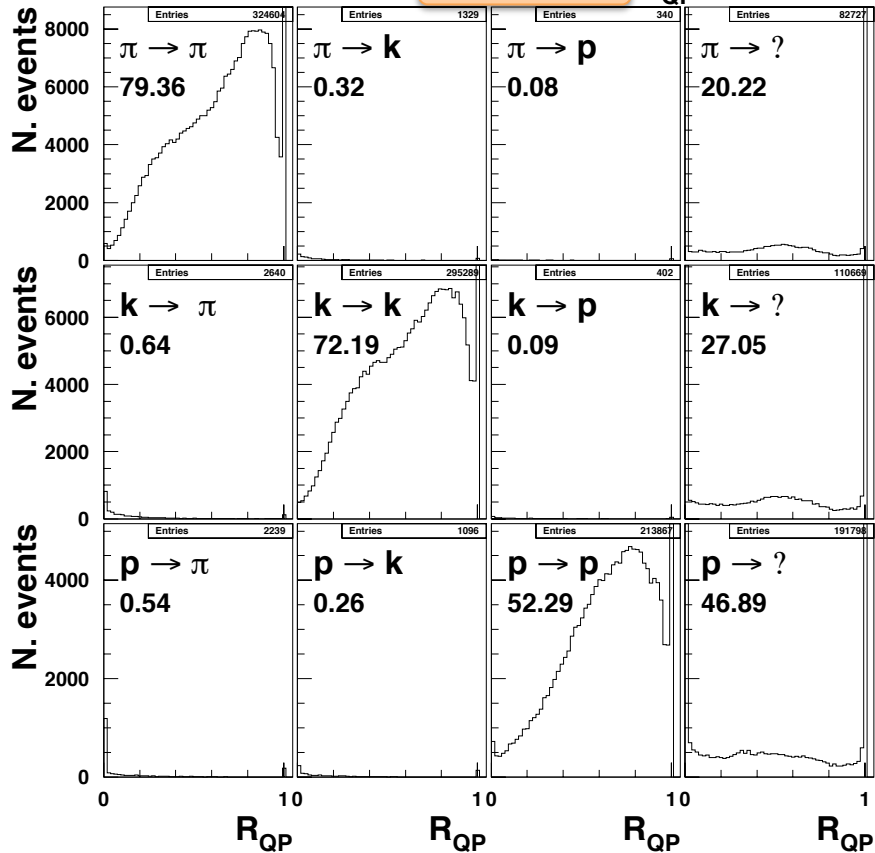 QP
N. events
8000
6000
4000
2000
0
Entries 324604
π → π
79.36
Entries 1329
π → k
0.32
Entries 340
π → p
0.08
Entries 82727
π → ?
20.22
N. events
6000
4000
2000
0
Entries 2640
k → π
0.64
Entries 295289
k → k
72.19
Entries 402
k → p
0.09
Entries 110669
k → ?
27.05
N. events
4000
2000
0
Entries 2239
p → π
0.54
Entries 1096
p → k
0.26
Entries 213867
p → p
52.29
Entries 191798
p → ?
46.89
0 10 10 10 1
R_QP R_QP R_QP R_QP